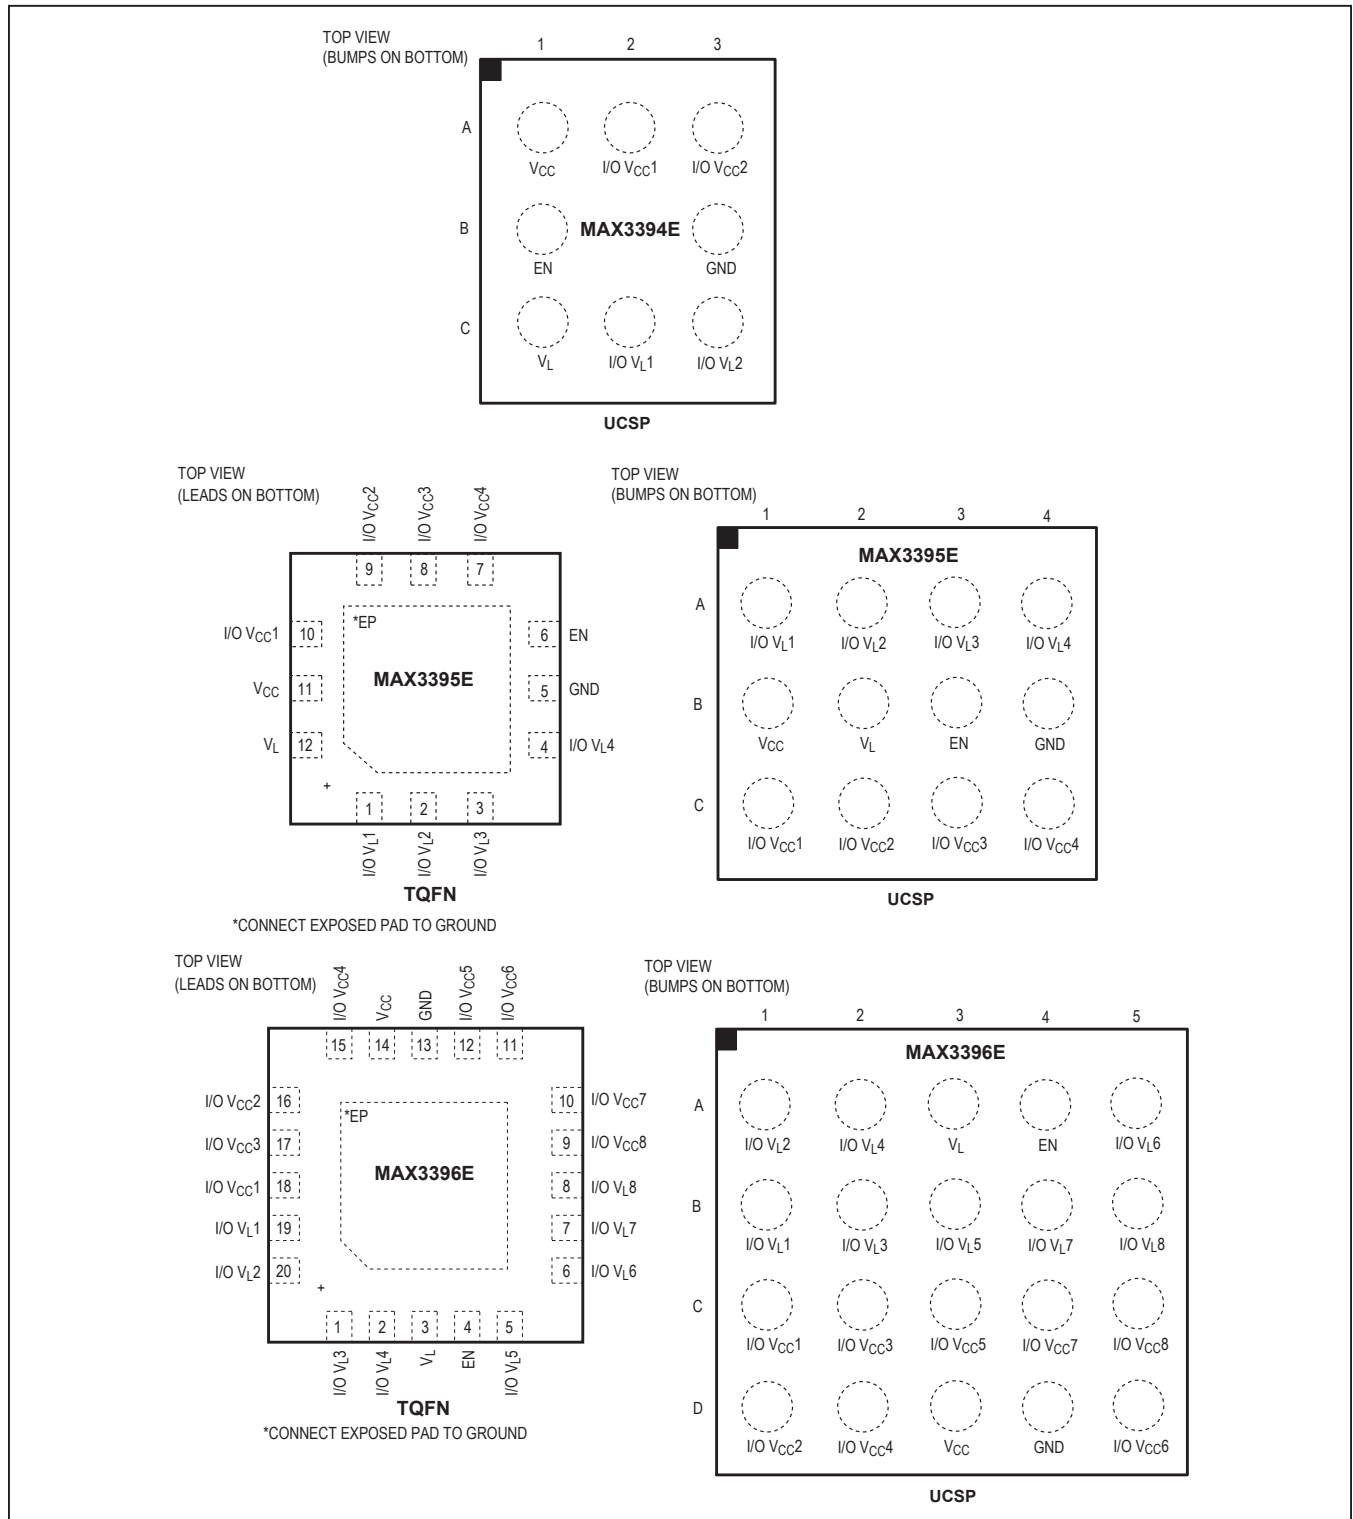 TOP VIEW
(BUMPS ON BOTTOM)
1 2 3
A
VCC I/O VCC1 I/O VCC2
B
MAX3394E
EN GND
C
VL I/O VL1 I/O VL2
UCSP
TOP VIEW
(LEADS ON BOTTOM)
I/O VCC2 I/O VCC3 I/O VCC4
9 8 7
*EP
I/O VCC1 10 6 EN
MAX3395E
VCC 11 5 GND
VL 12 4 I/O VL4
+
1 2 3
I/O VL1 I/O VL2 I/O VL3
TQFN
*CONNECT EXPOSED PAD TO GROUND
TOP VIEW
(BUMPS ON BOTTOM)
1 2 3 4
MAX3395E
A
I/O VL1 I/O VL2 I/O VL3 I/O VL4
B
VCC VL EN GND
C
I/O VCC1 I/O VCC2 I/O VCC3 I/O VCC4
UCSP
TOP VIEW
(LEADS ON BOTTOM)
I/O VCC4 VCC GND I/O VCC5 I/O VCC6
15 14 13 12 11
I/O VCC2 16 10 I/O VCC7
*EP
I/O VCC3 17 9 I/O VCC8
MAX3396E
I/O VCC1 18 8 I/O VL8
I/O VL1 19 7 I/O VL7
I/O VL2 20 6 I/O VL6
+
1 2 3 4 5
I/O VL3 I/O VL4 VL EN I/O VL5
TQFN
*CONNECT EXPOSED PAD TO GROUND
TOP VIEW
(BUMPS ON BOTTOM)
1 2 3 4 5
MAX3396E
A
I/O VL2 I/O VL4 VL EN I/O VL6
B
I/O VL1 I/O VL3 I/O VL5 I/O VL7 I/O VL8
C
I/O VCC1 I/O VCC3 I/O VCC5 I/O VCC7 I/O VCC8
D
I/O VCC2 I/O VCC4 VCC GND I/O VCC6
UCSP